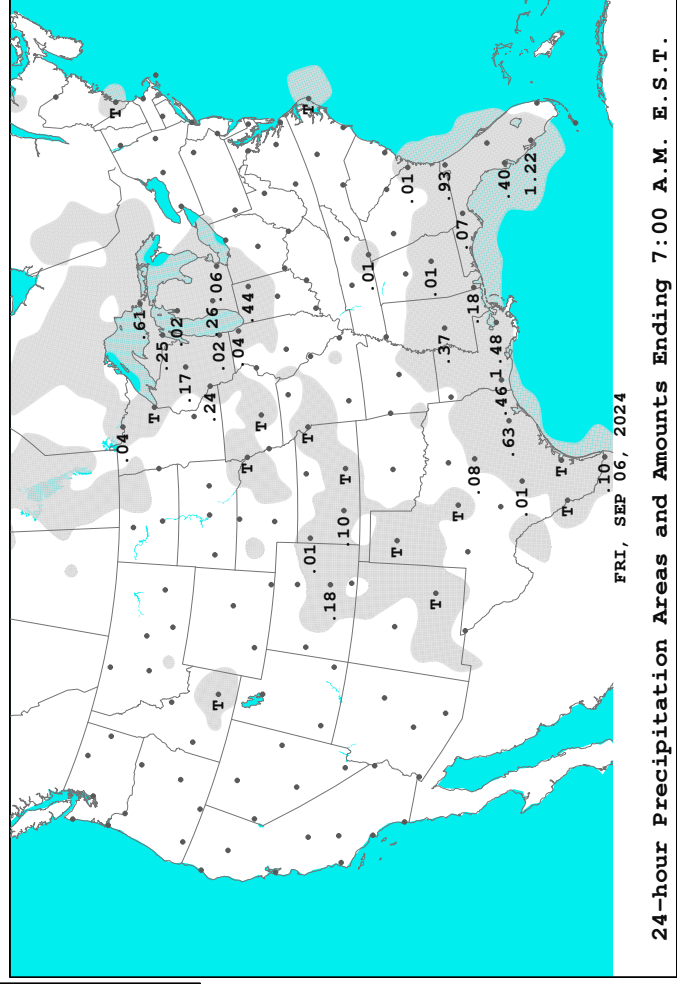 T
.04
.61
T
.25
.02
.17
.24
.26
.06
T
.02
.04
T
.44
T
T
T
.01
.18
.10
T
.01
T
.01
.01
T
.37
.93
T
.07
.18
.08
1.48
.46
.40
.63
.01
1.22
T
T
.10
FRI, SEP 06, 2024
24-hour Precipitation Areas and Amounts Ending 7:00 A.M. E.S.T.